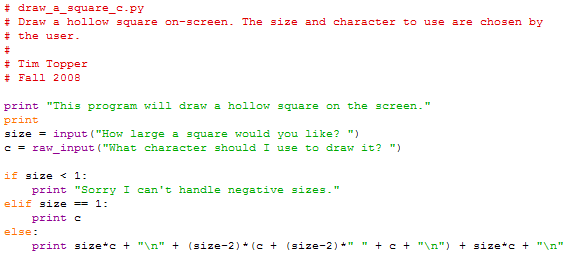 # draw_a_square_c.py
# Draw a hollow square on-screen. The size and character to use are chosen by
# the user.
#
# Tim Topper
# Fall 2008

print "This program will draw a hollow square on the screen."
print
size = input("How large a square would you like? ")
c = raw_input("What character should I use to draw it? ")

if size < 1:
    print "Sorry I can't handle negative sizes."
elif size == 1:
    print c
else:
    print size*c + "\n" + (size-2)*(c + (size-2)*" " + c + "\n") + size*c + "\n"